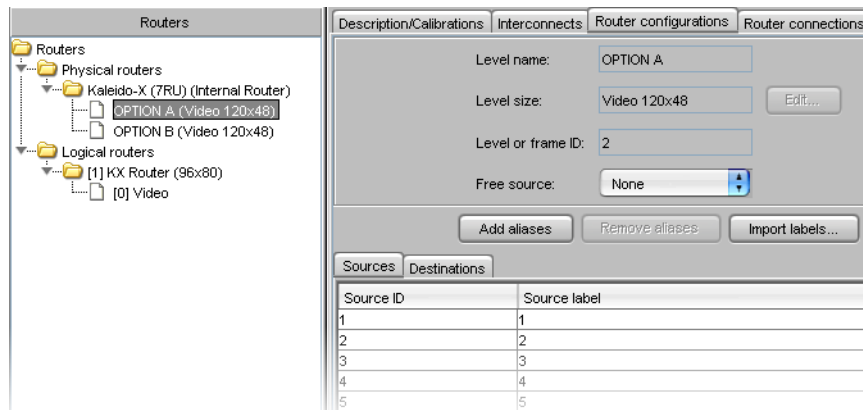 Routers
Routers
Physical routers
Kaleido-X (7RU) (Internal Router)
OPTION A (Video 120x48)
OPTION B (Video 120x48)
Logical routers
[1] KX Router (96x80)
[0] Video
Description/Calibrations Interconnects Router configurations Router connections
Level name: OPTION A
Level size: Video 120x48 Edit...
Level or frame ID: 2
Free source: None
Add aliases Remove aliases Import labels...
Sources Destinations
Source ID Source label
1 1
2 2
3 3
4 4
5 5